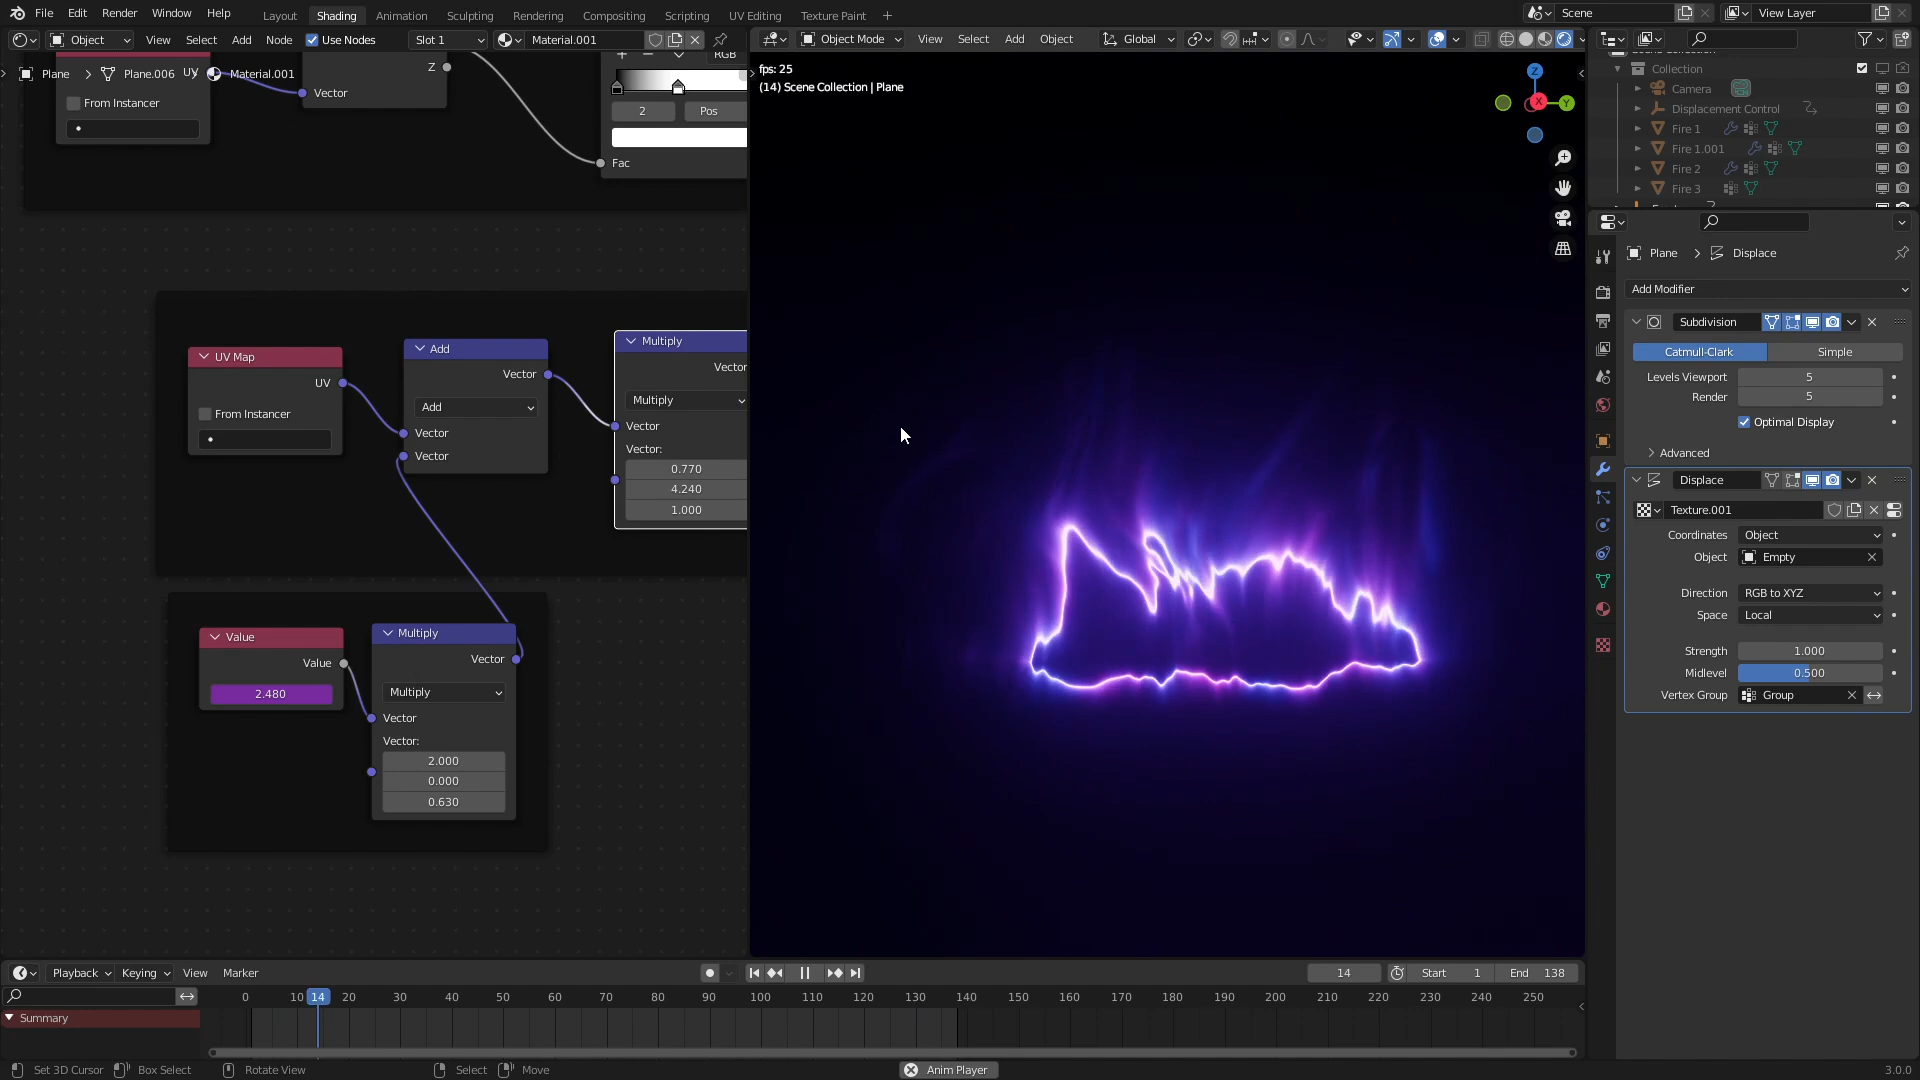 File Edit Render Window Help Layout Shading Animation Sculpting Rendering Compositing Scripting UV Editing Texture Paint + Scene View Layer
Object View Select Add Node Use Nodes Slot 1 Material.001
Object Mode View Select Add Object Global
Plane > Plane.006 Material.001
UV
Vector
Z
From Instancer
RGB
2 Pos
Fac
fps: 25
(14) Scene Collection | Plane
Z
X
Y
Collection
Camera
Displacement Control
Fire 1
Fire 1.001
Fire 2
Fire 3
Plane > Displace
Add Modifier
Subdivision
Catmull-Clark Simple
Levels Viewport 5
Render 5
Optimal Display
Advanced
Displace
Texture.001
Coordinates Object
Object Empty
Direction RGB to XYZ
Space Local
Strength 1.000
Midlevel 0.500
Vertex Group Group
UV Map
UV
From Instancer
Add
Vector
Add
Vector
Vector
Multiply
Vector
Multiply
Vector
Vector:
0.770
4.240
1.000
Value
Value
2.480
Multiply
Vector
Multiply
Vector
Vector:
2.000
0.000
0.630
Playback Keying View Marker 14 Start 1 End 138
0 10 14 20 30 40 50 60 70 80 90 100 110 120 130 140 150 160 170 180 190 200 210 220 230 240 250
Summary
Set 3D Cursor Box Select Rotate View Select Move Anim Player 3.0.0